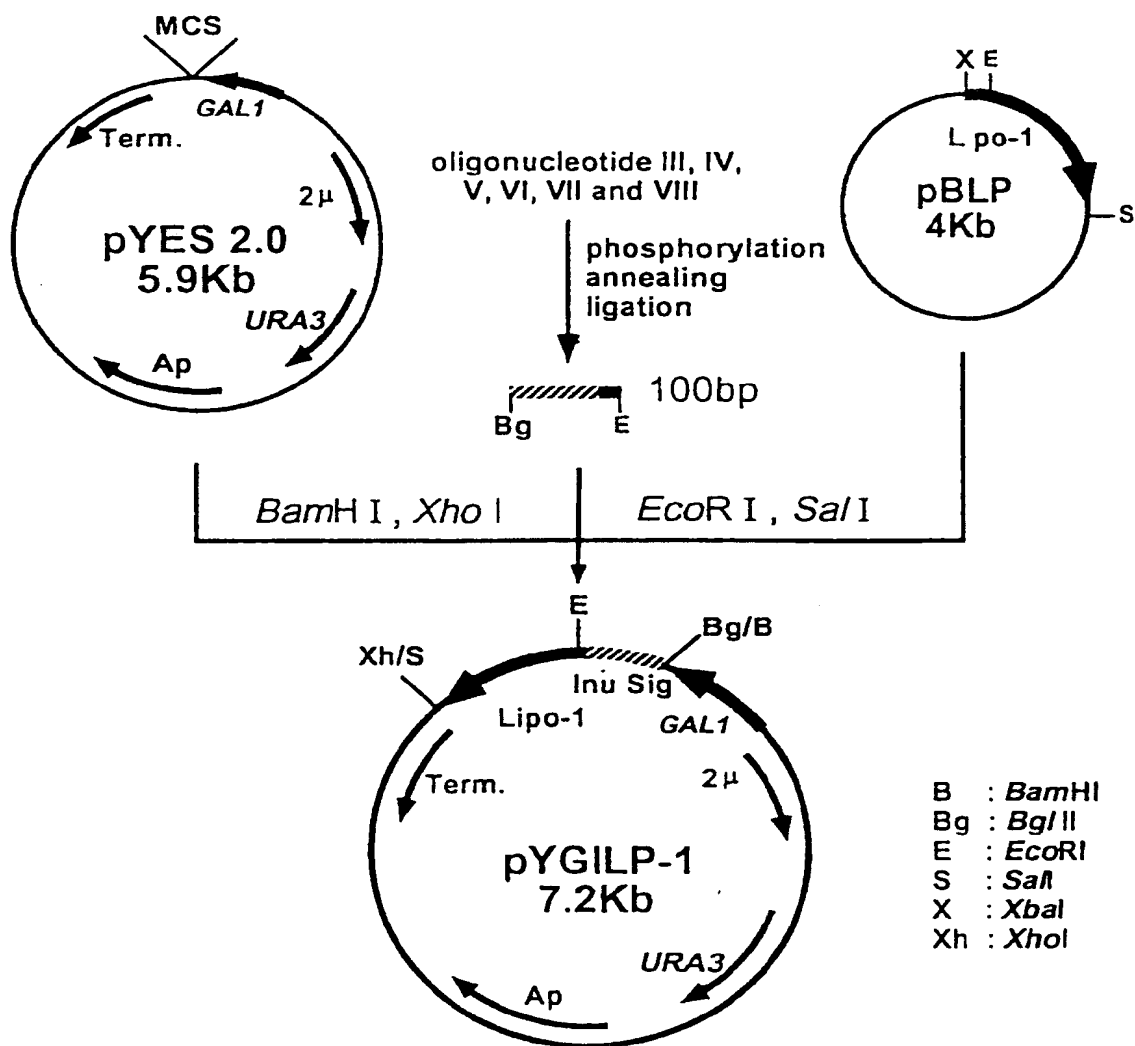 MCS
GAL1
Term.
2μ
pYES 2.0
5.9Kb
URA3
Ap
oligonucleotide III, IV,
V, VI, VII and VIII
phosphorylation
annealing
ligation
100bp
Bg
E
X E
L po-1
pBLP
4Kb
S
BamH I , Xho I
EcoR I , Sal I
E
Bg/B
Xh/S
Inu Sig
Lipo-1
GAL1
Term.
2μ
pYGILP-1
7.2Kb
URA3
Ap
B : BamHI
Bg : Bgl II
E : EcoRI
S : SalI
X : XbaI
Xh : XhoI